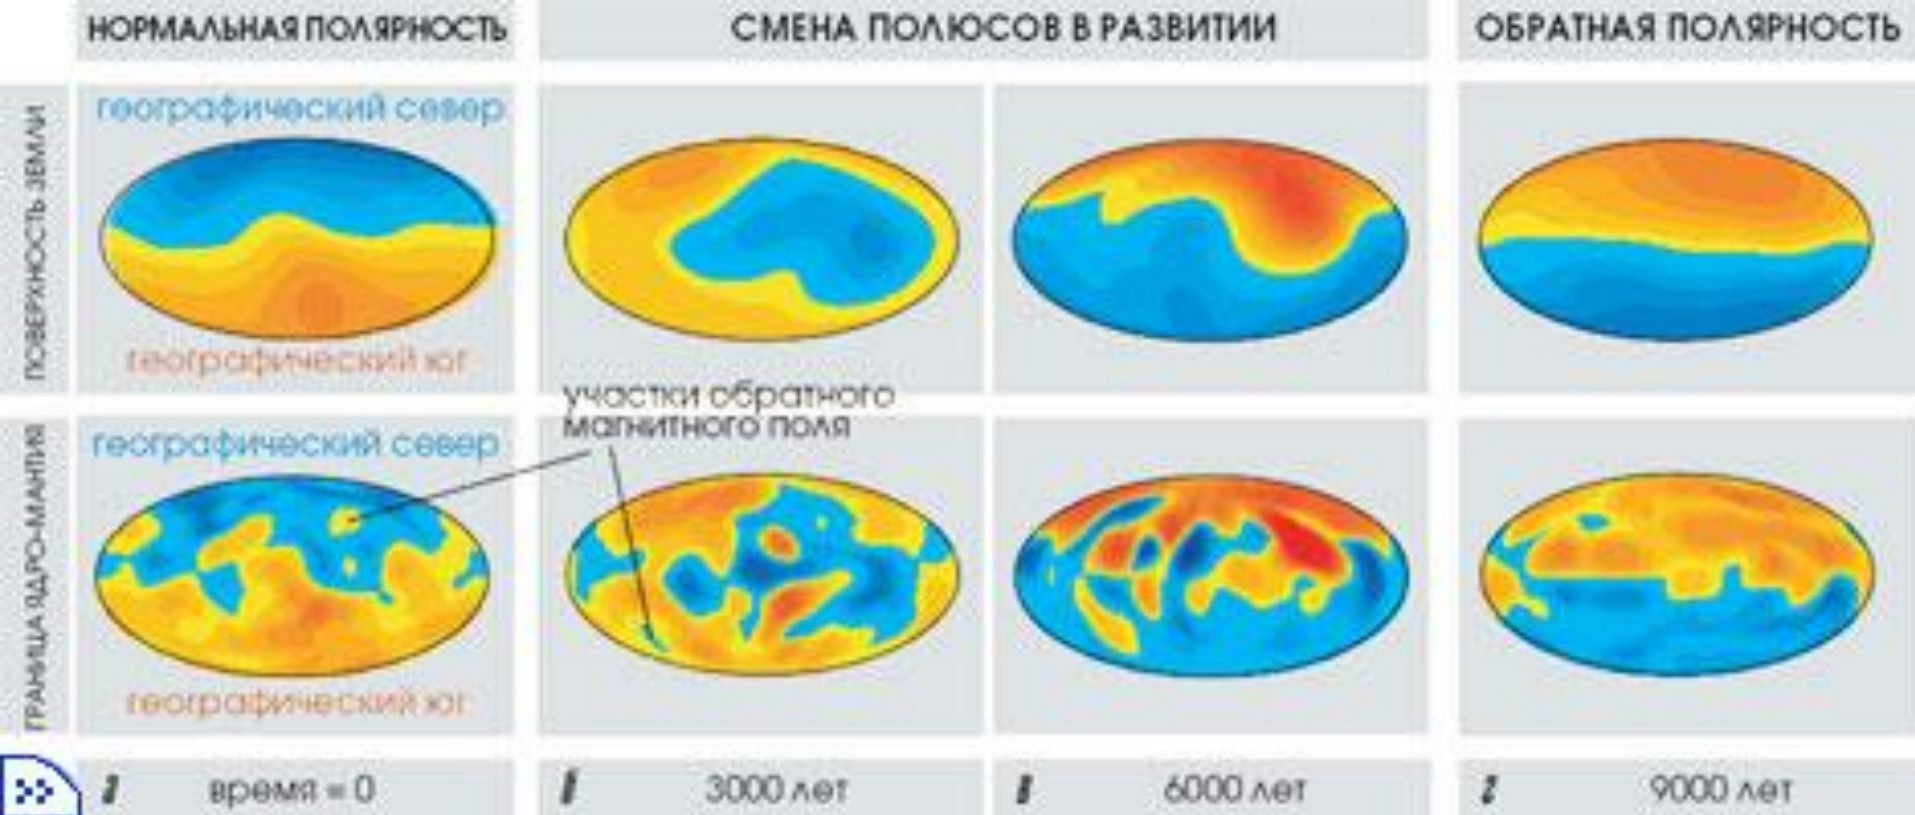 НОРМАЛЬНАЯ ПОЛЯРНОСТЬ
СМЕНА ПОЛЮСОВ В РАЗВИТИИ
ОБРАТНАЯ ПОЛЯРНОСТЬ
ПОВЕРХНОСТЬ ЗЕМЛИ
географический север
географический юг
участки обратного
магнитного поля
ГРАНИЦА ЯДРО-МАНТИЯ
географический север
географический юг
>>
время = 0
б 3000 лет
в 6000 лет
г 9000 лет